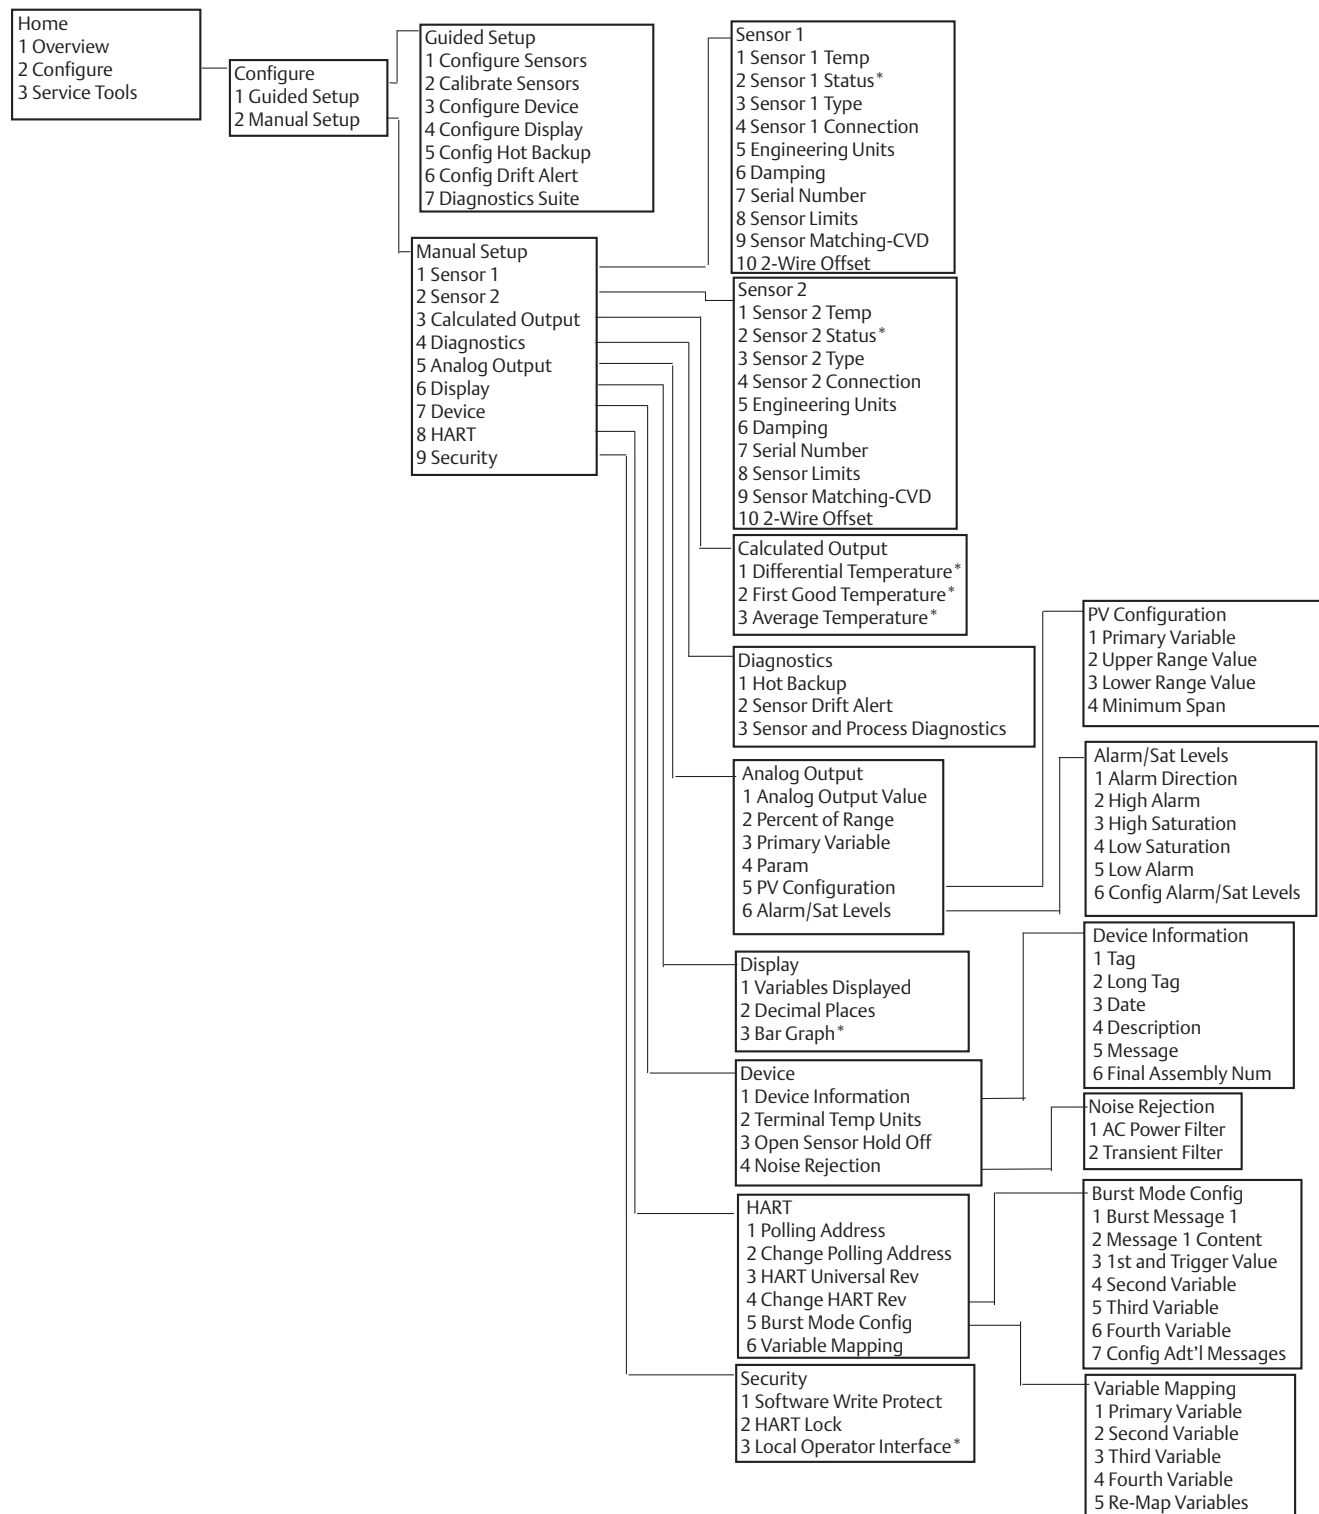 Home
1 Overview
2 Configure
3 Service Tools
Configure
1 Guided Setup
2 Manual Setup
Guided Setup
1 Configure Sensors
2 Calibrate Sensors
3 Configure Device
4 Configure Display
5 Config Hot Backup
6 Config Drift Alert
7 Diagnostics Suite
Manual Setup
1 Sensor 1
2 Sensor 2
3 Calculated Output
4 Diagnostics
5 Analog Output
6 Display
7 Device
8 HART
9 Security
Sensor 1
1 Sensor 1 Temp
2 Sensor 1 Status*
3 Sensor 1 Type
4 Sensor 1 Connection
5 Engineering Units
6 Damping
7 Serial Number
8 Sensor Limits
9 Sensor Matching-CVD
10 2-Wire Offset
Sensor 2
1 Sensor 2 Temp
2 Sensor 2 Status*
3 Sensor 2 Type
4 Sensor 2 Connection
5 Engineering Units
6 Damping
7 Serial Number
8 Sensor Limits
9 Sensor Matching-CVD
10 2-Wire Offset
Calculated Output
1 Differential Temperature*
2 First Good Temperature*
3 Average Temperature*
Diagnostics
1 Hot Backup
2 Sensor Drift Alert
3 Sensor and Process Diagnostics
Analog Output
1 Analog Output Value
2 Percent of Range
3 Primary Variable
4 Param
5 PV Configuration
6 Alarm/Sat Levels
Display
1 Variables Displayed
2 Decimal Places
3 Bar Graph*
Device
1 Device Information
2 Terminal Temp Units
3 Open Sensor Hold Off
4 Noise Rejection
HART
1 Polling Address
2 Change Polling Address
3 HART Universal Rev
4 Change HART Rev
5 Burst Mode Config
6 Variable Mapping
Security
1 Software Write Protect
2 HART Lock
3 Local Operator Interface*
PV Configuration
1 Primary Variable
2 Upper Range Value
3 Lower Range Value
4 Minimum Span
Alarm/Sat Levels
1 Alarm Direction
2 High Alarm
3 High Saturation
4 Low Saturation
5 Low Alarm
6 Config Alarm/Sat Levels
Device Information
1 Tag
2 Long Tag
3 Date
4 Description
5 Message
6 Final Assembly Num
Noise Rejection
1 AC Power Filter
2 Transient Filter
Burst Mode Config
1 Burst Message 1
2 Message 1 Content
3 1st and Trigger Value
4 Second Variable
5 Third Variable
6 Fourth Variable
7 Config Adt'l Messages
Variable Mapping
1 Primary Variable
2 Second Variable
3 Third Variable
4 Fourth Variable
5 Re-Map Variables